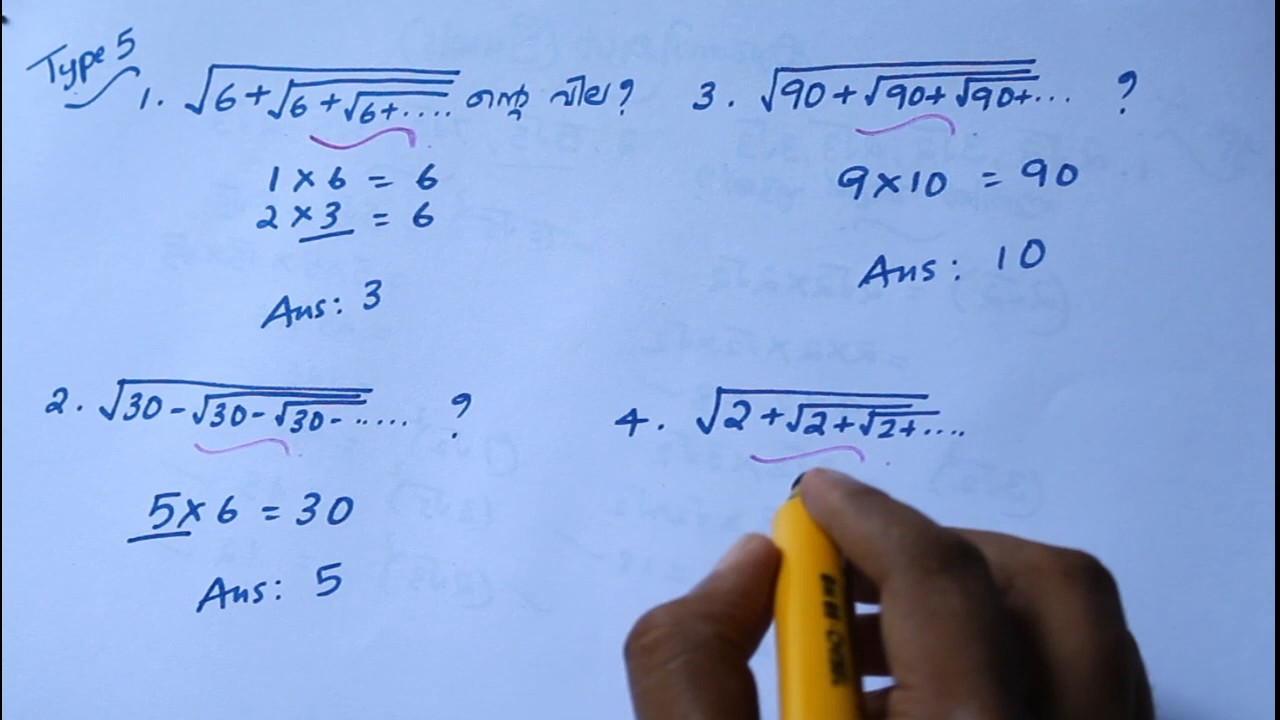 Type 5
1. √6+√6+√6+.... ന്റെ വില?
1 × 6 = 6
2 × 3 = 6
Ans: 3
2. √30-√30-√30-..... ?
5 × 6 = 30
Ans: 5
3. √90+√90+√90+... ?
9 × 10 = 90
Ans: 10
4. √2+√2+√2+....